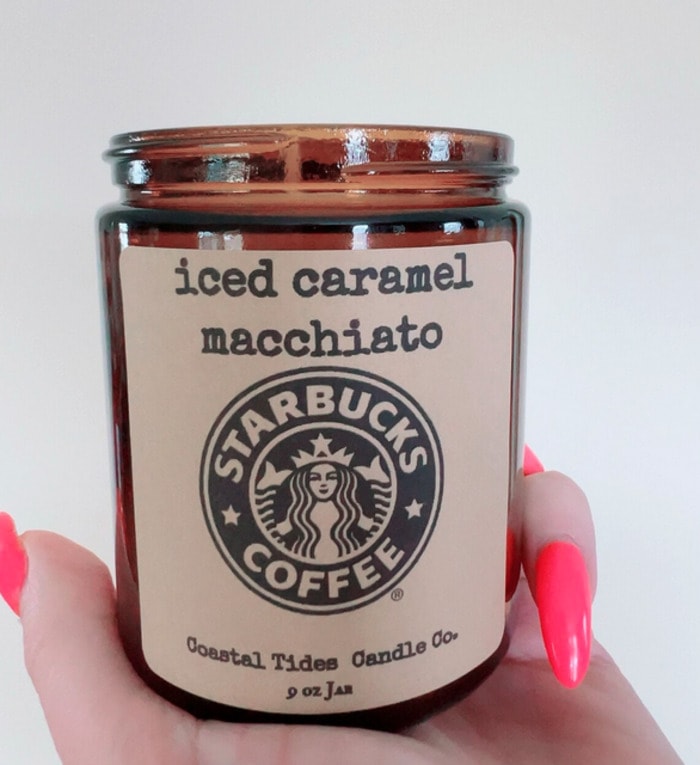 iced caramel
macchiato
STARBUCKS
COFFEE
®
Coastal Tides Candle Co.
9 oz Jar